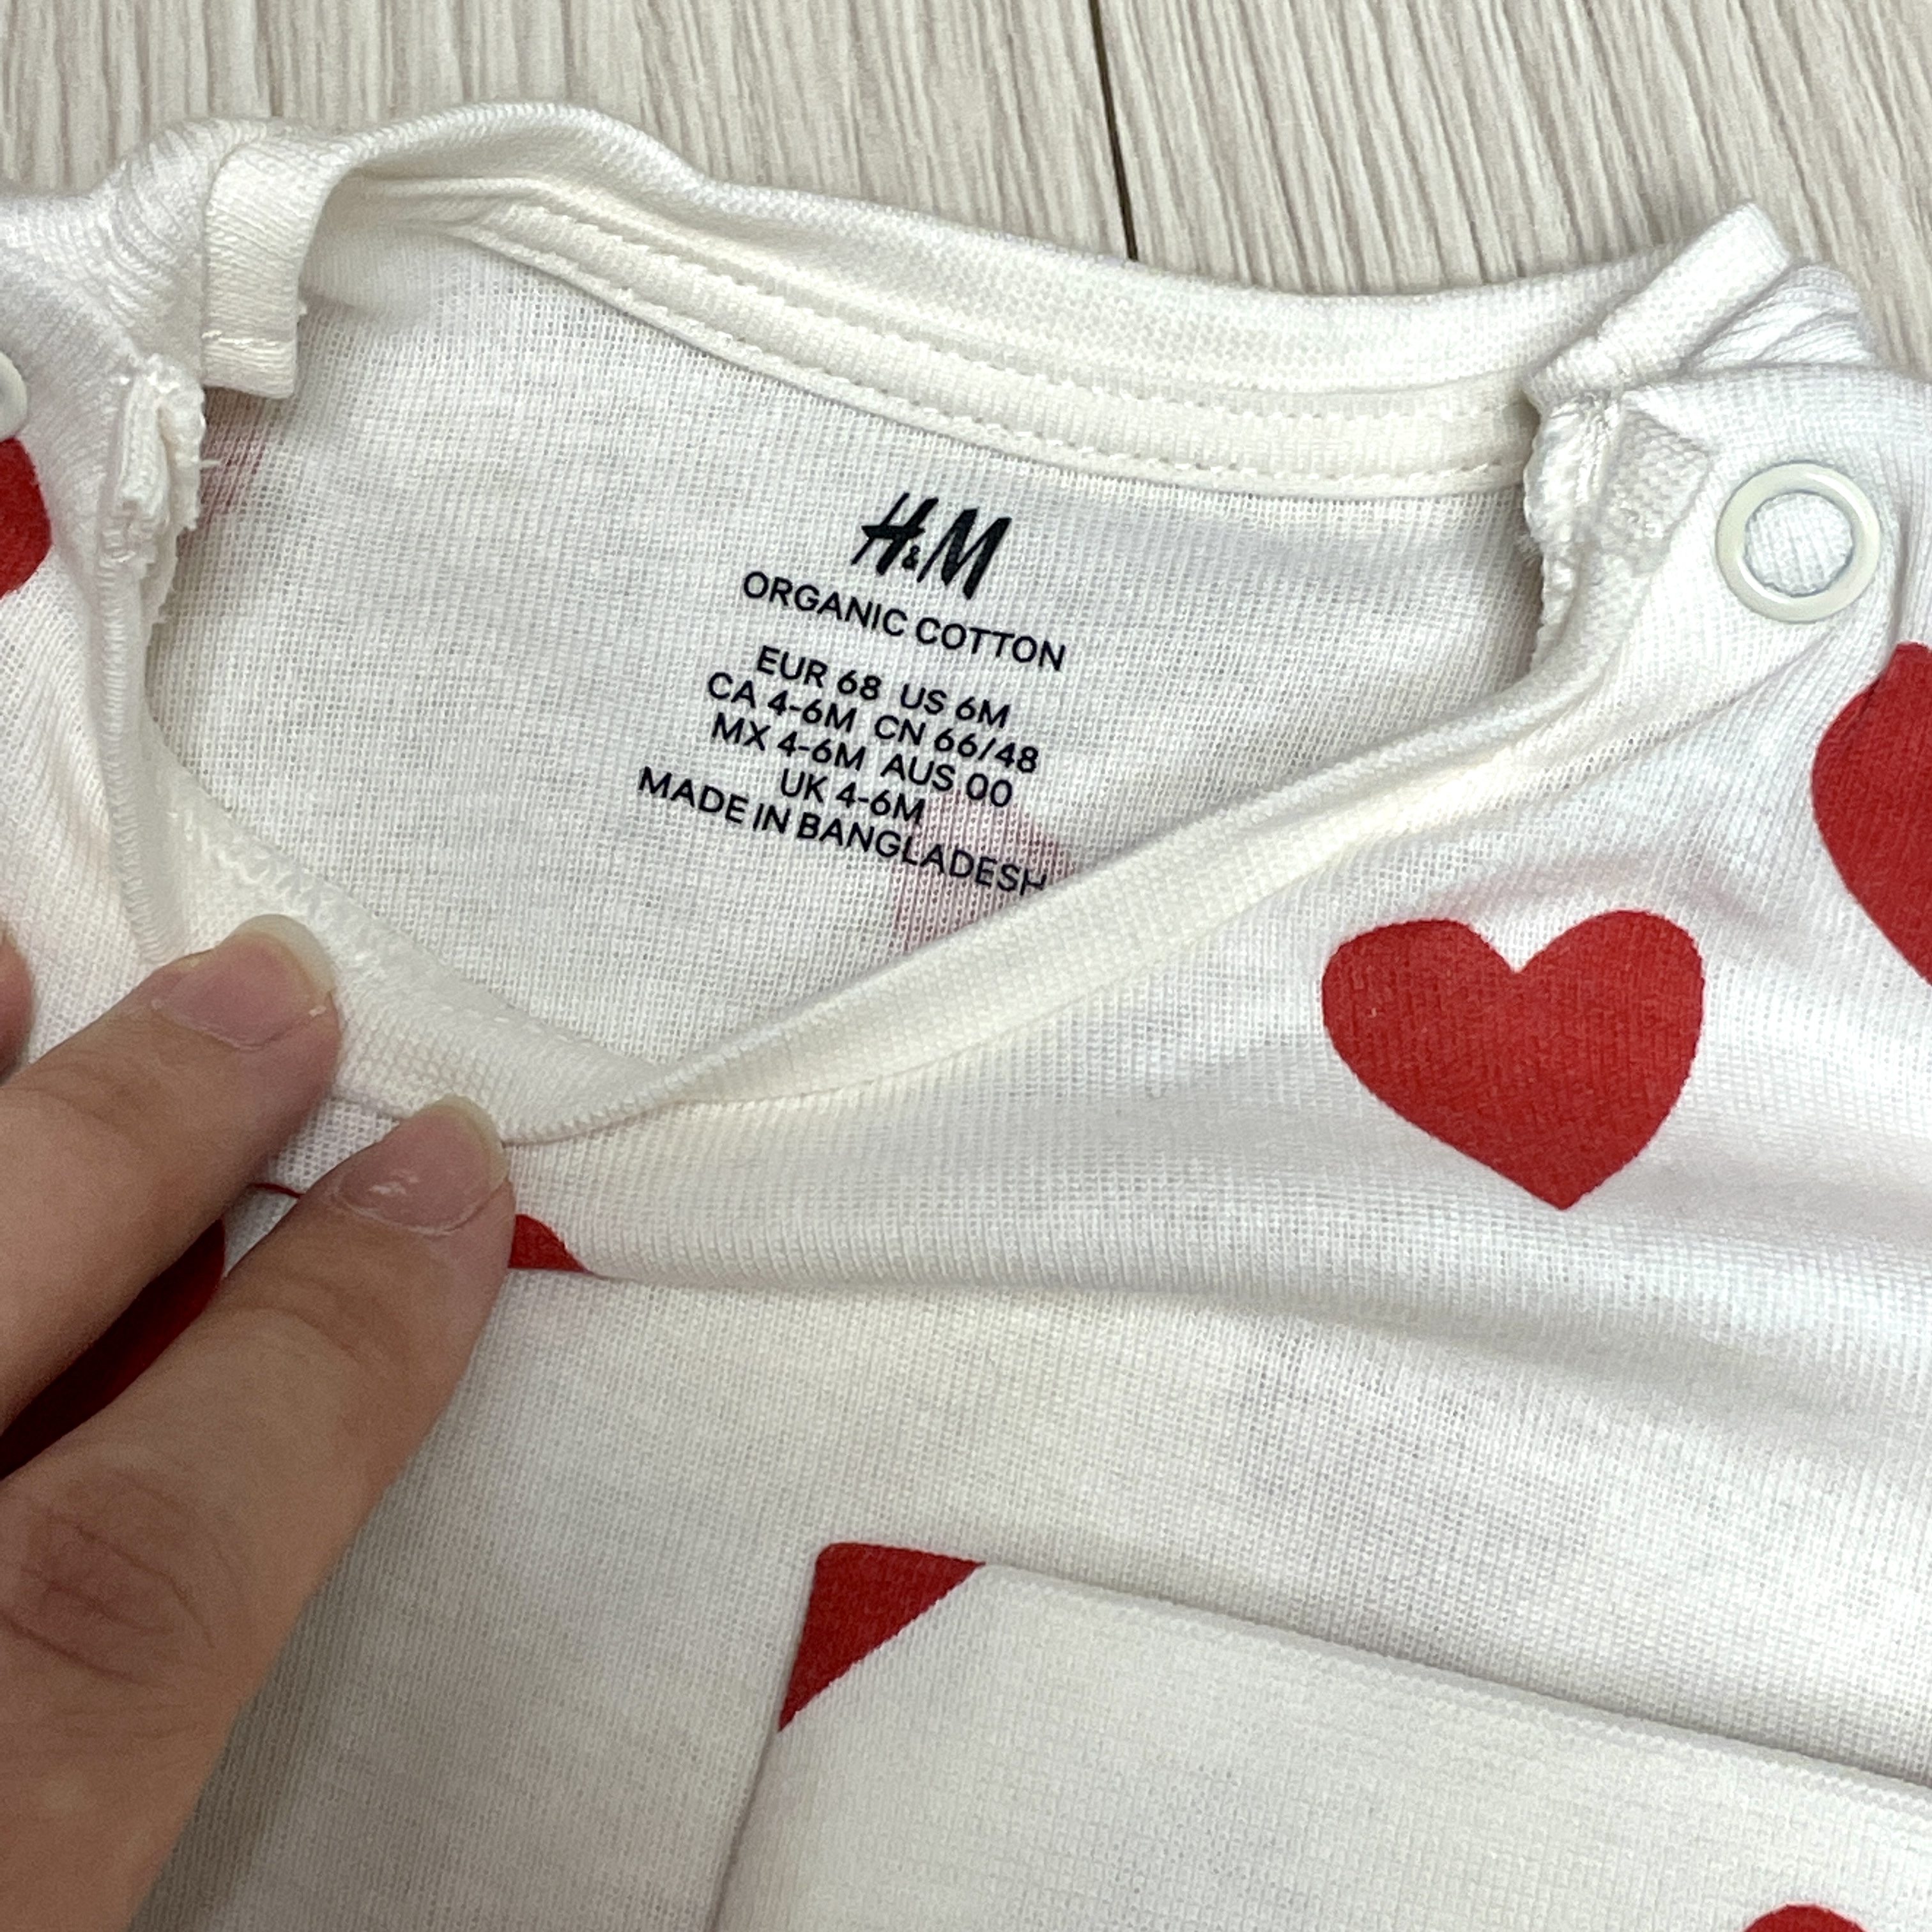 H&M
ORGANIC COTTON
EUR 68 US 6M
CA 4-6M CN 66/48
MX 4-6M AUS 00
UK 4-6M
MADE IN BANGLADESH